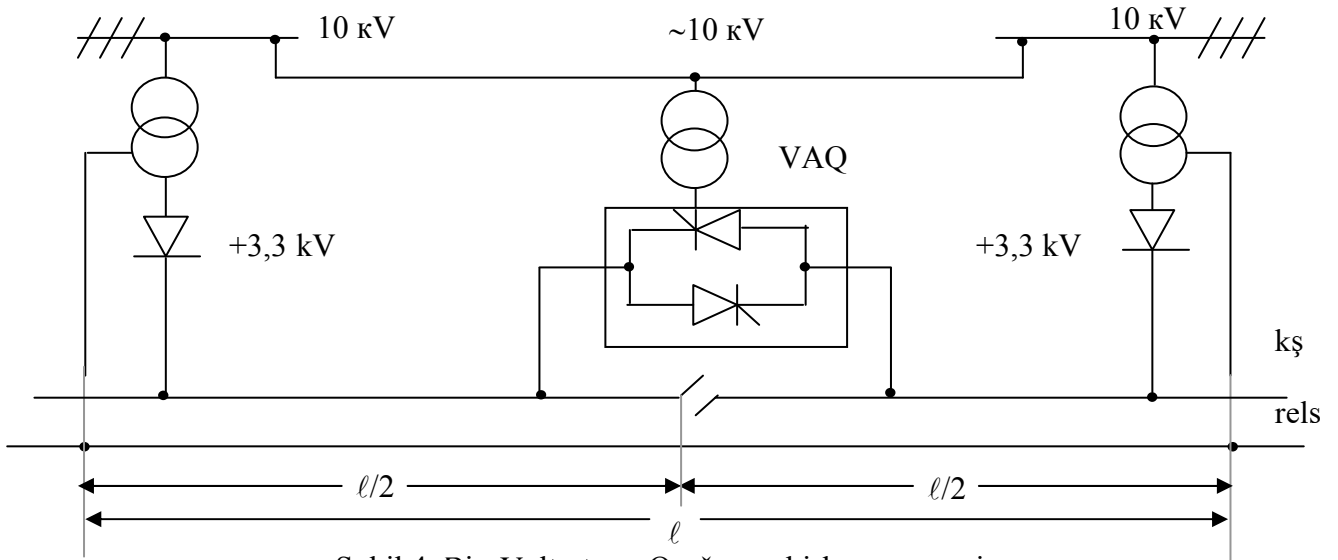 10 кV
~10 кV
10 кV
VAQ
+3,3 kV
+3,3 kV
kş
rels
ℓ/2
ℓ/2
ℓ